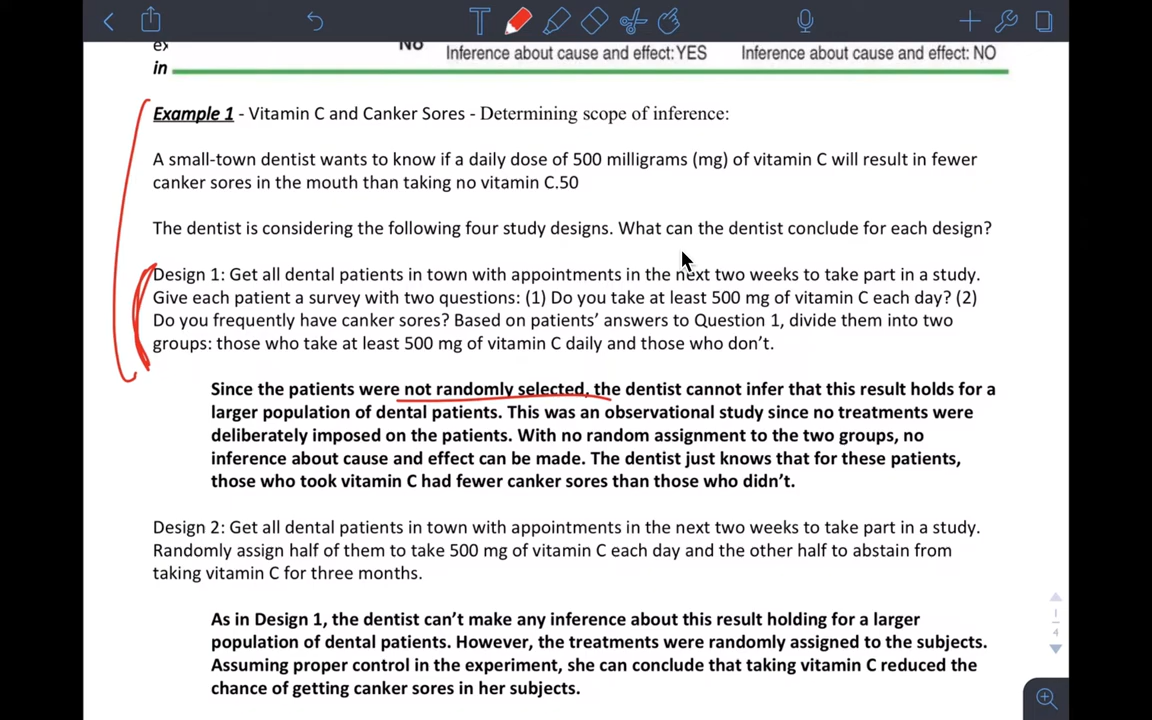 No
Inference about cause and effect: YES Inference about cause and effect: NO
in
Example 1 - Vitamin C and Canker Sores - Determining scope of inference:
A small-town dentist wants to know if a daily dose of 500 milligrams (mg) of vitamin C will result in fewer
canker sores in the mouth than taking no vitamin C.50
The dentist is considering the following four study designs. What can the dentist conclude for each design?
Design 1: Get all dental patients in town with appointments in the next two weeks to take part in a study.
Give each patient a survey with two questions: (1) Do you take at least 500 mg of vitamin C each day? (2)
Do you frequently have canker sores? Based on patients’ answers to Question 1, divide them into two
groups: those who take at least 500 mg of vitamin C daily and those who don’t.
Since the patients were not randomly selected, the dentist cannot infer that this result holds for a
larger population of dental patients. This was an observational study since no treatments were
deliberately imposed on the patients. With no random assignment to the two groups, no
inference about cause and effect can be made. The dentist just knows that for these patients,
those who took vitamin C had fewer canker sores than those who didn’t.
Design 2: Get all dental patients in town with appointments in the next two weeks to take part in a study.
Randomly assign half of them to take 500 mg of vitamin C each day and the other half to abstain from
taking vitamin C for three months.
As in Design 1, the dentist can’t make any inference about this result holding for a larger
population of dental patients. However, the treatments were randomly assigned to the subjects.
Assuming proper control in the experiment, she can conclude that taking vitamin C reduced the
chance of getting canker sores in her subjects.
1
4